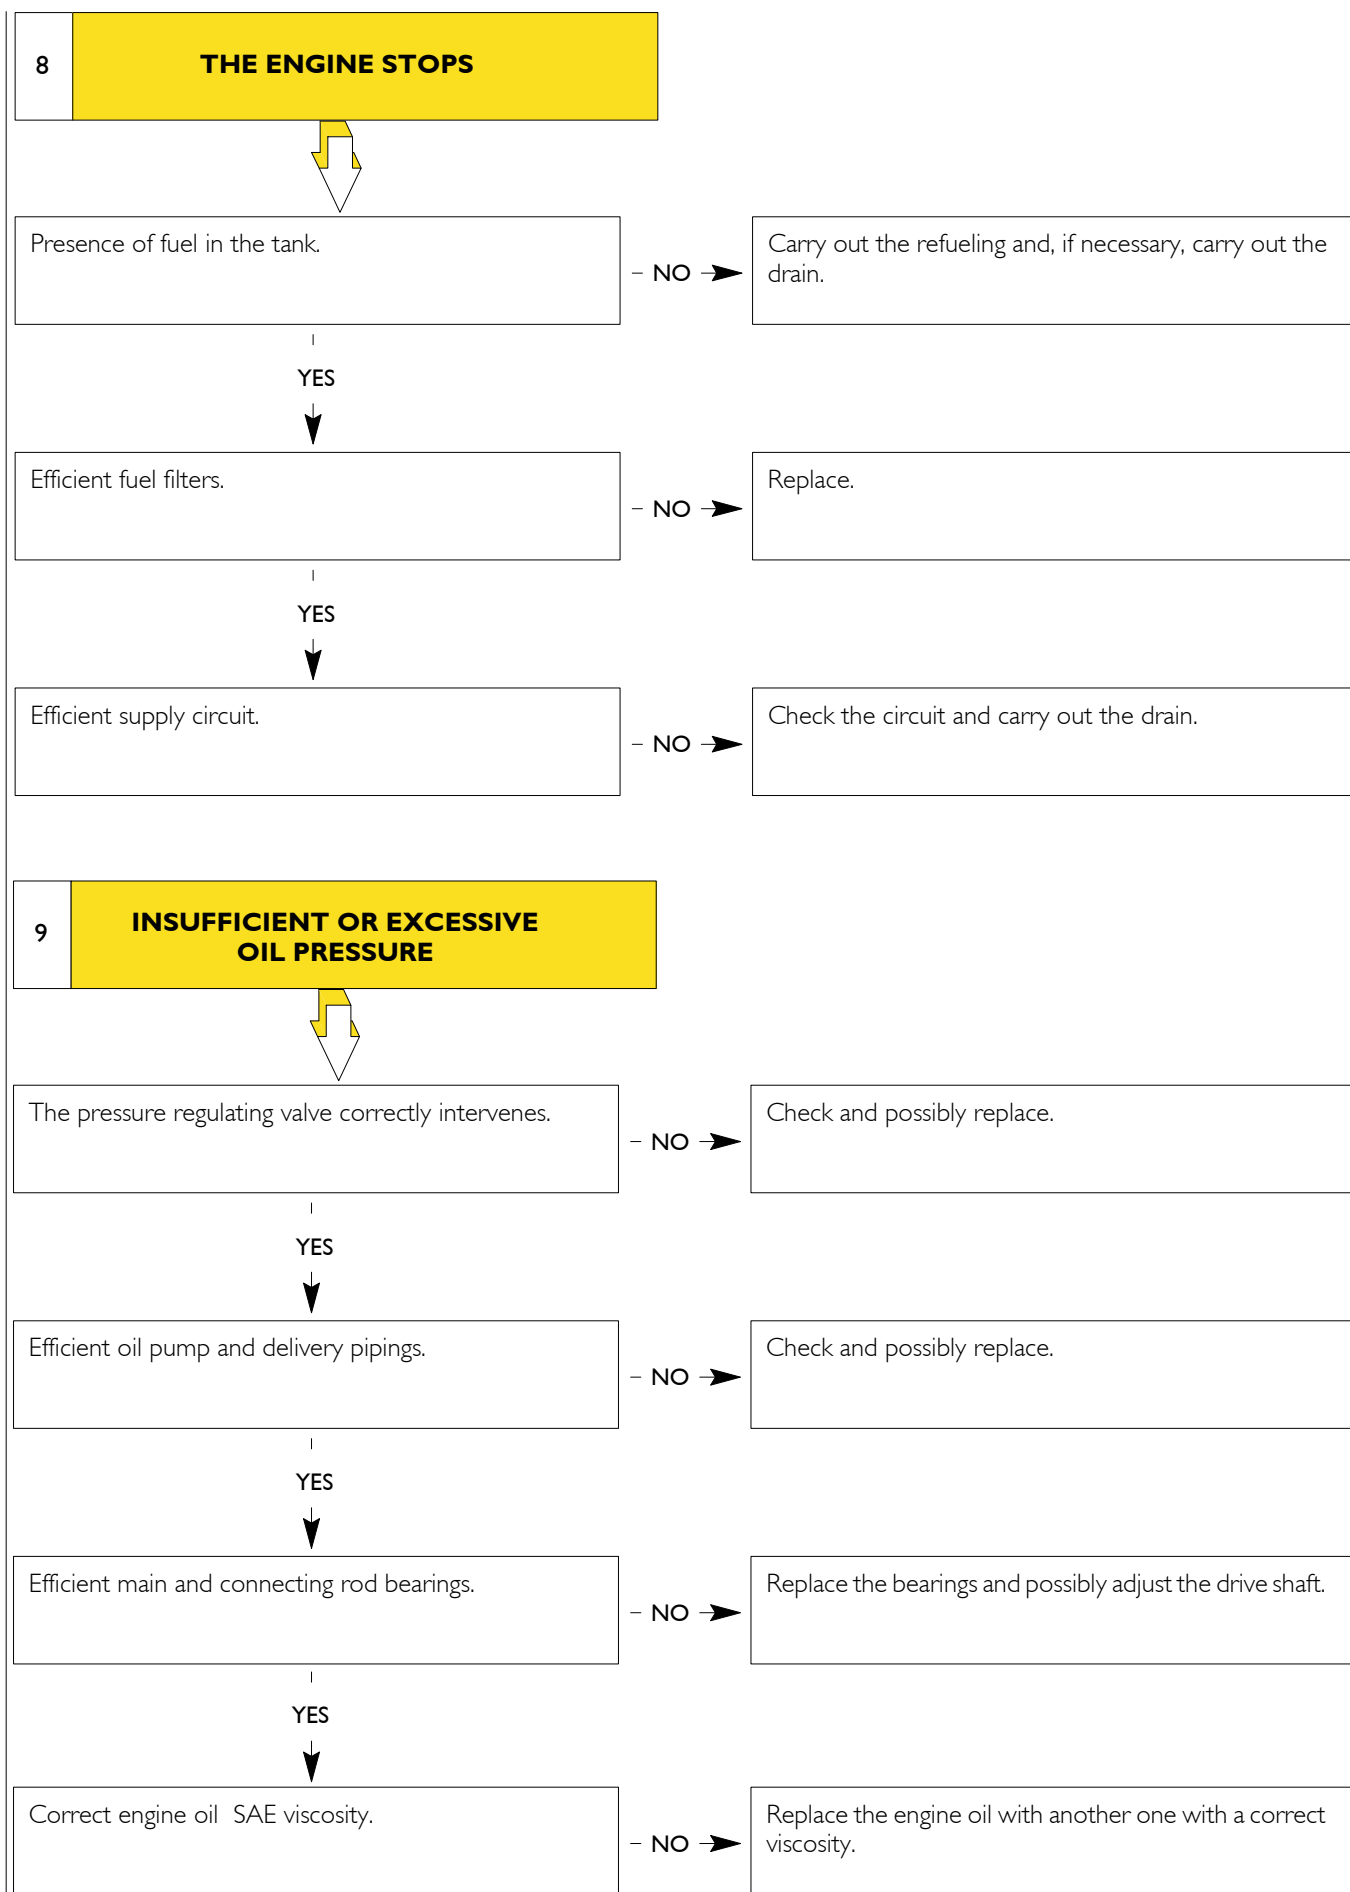 8
THE ENGINE STOPS
Presence of fuel in the tank.
– NO
Carry out the refueling and, if necessary, carry out the
drain.
YES
Efficient fuel filters.
– NO
Replace.
YES
Efficient supply circuit.
– NO
Check the circuit and carry out the drain.
9
INSUFFICIENT OR EXCESSIVE
OIL PRESSURE
The pressure regulating valve correctly intervenes.
– NO
Check and possibly replace.
YES
Efficient oil pump and delivery pipings.
– NO
Check and possibly replace.
YES
Efficient main and connecting rod bearings.
– NO
Replace the bearings and possibly adjust the drive shaft.
YES
Correct engine oil  SAE viscosity.
– NO
Replace the engine oil with another one with a correct
viscosity.